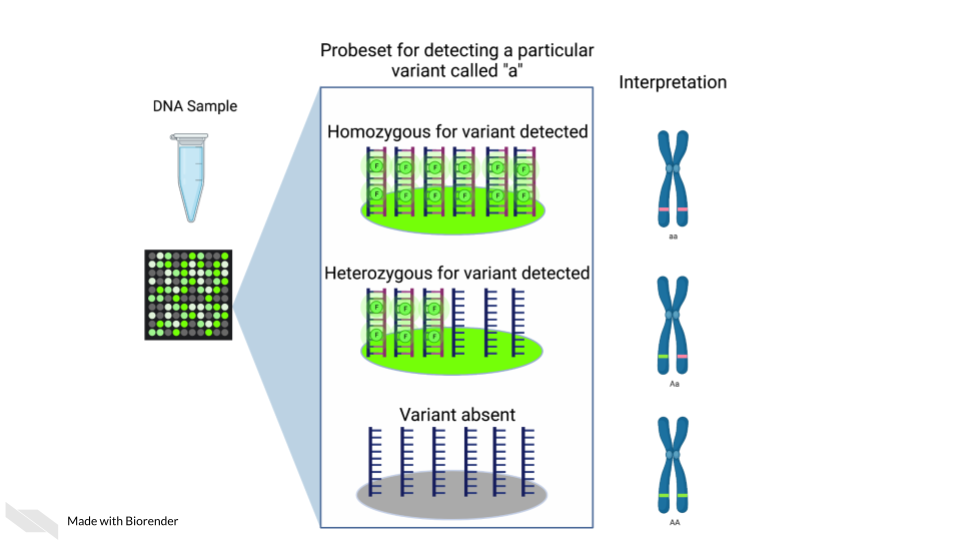 Probeset for detecting a particular
variant called "a"
Interpretation
DNA Sample
Homozygous for variant detected
F F F F F F
F F F F F F
aa
Heterozygous for variant detected
F F F
F F F
Aa
Variant absent
AA
Made with Biorender